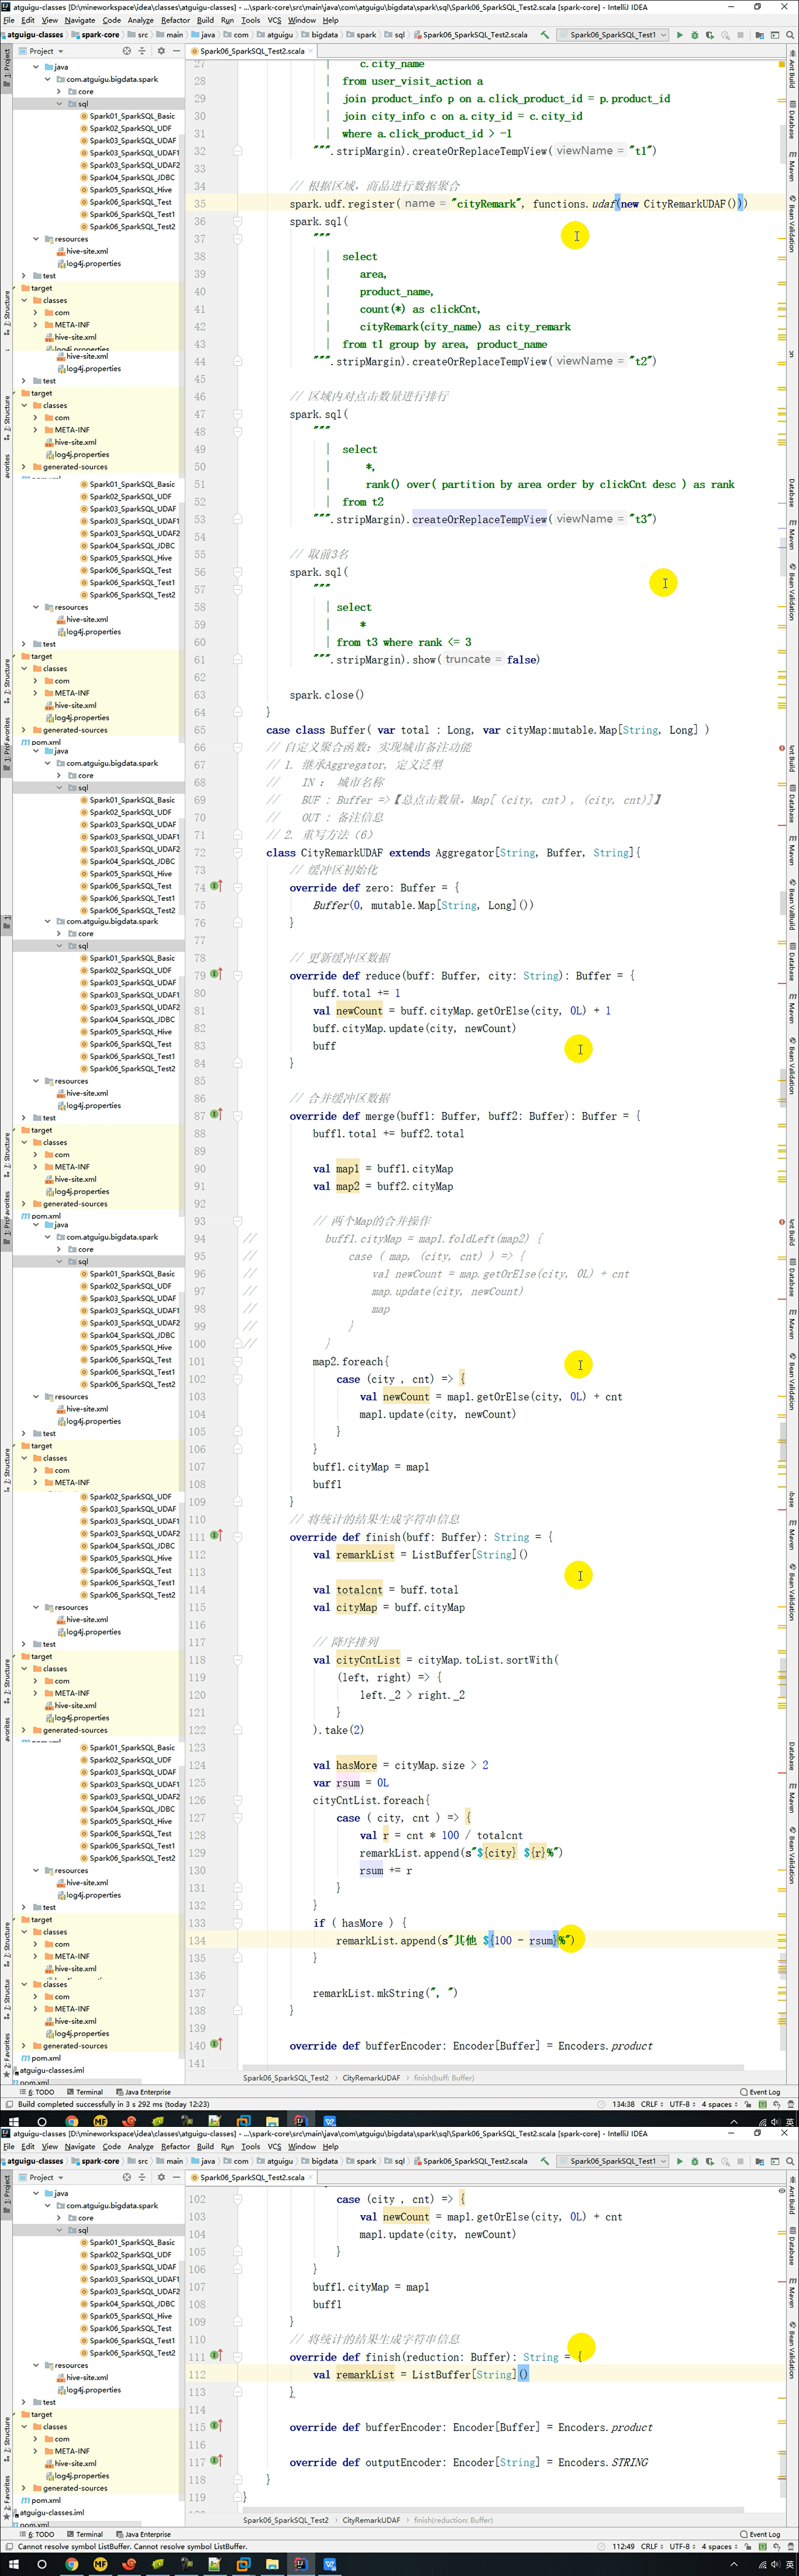 atguigu-classes [D:\mineworkspace\idea\classes\atguigu-classes] - ...\spark-core\src\main\java\com\atguigu\bigdata\spark\sql\Spark06_SparkSQL_Test2.scala [spark-core] - IntelliJ IDEA
File Edit View Navigate Code Analyze Refactor Build Run Tools VCS Window Help
atguigu-classes spark-core src main java com atguigu bigdata spark sql Spark06_SparkSQL_Test2.scala Spark06_SparkSQL_Test1
Project
Spark06_SparkSQL_Test2.scala
27 | c.city_name
28 | from user_visit_action a
29 | join product_info p on a.click_product_id = p.product_id
30 | join city_info c on a.city_id = c.city_id
31 | where a.click_product_id > -1
32 """.stripMargin).createOrReplaceTempView( viewName = "t1")
33
34 // 根据区域，商品进行数据聚合
35 spark.udf.register( name = "cityRemark", functions.udaf(new CityRemarkUDAF()))
36 spark.sql(
37 """
38 | select
39 | area,
40 | product_name,
41 | count(*) as clickCnt,
42 | cityRemark(city_name) as city_remark
43 | from t1 group by area, product_name
44 """.stripMargin).createOrReplaceTempView( viewName = "t2")
45
46 // 区域内对点击数量进行排行
47 spark.sql(
48 """
49 | select
50 | *,
51 | rank() over( partition by area order by clickCnt desc ) as rank
52 | from t2
53 """.stripMargin).createOrReplaceTempView( viewName = "t3")
54
55 // 取前3名
56 spark.sql(
57 """
58 | select
59 | *
60 | from t3 where rank <= 3
61 """.stripMargin).show( truncate = false)
62
63 spark.close()
64 }
65 case class Buffer( var total : Long, var cityMap:mutable.Map[String, Long] )
66 // 自定义聚合函数：实现城市备注功能
67 // 1. 继承Aggregator, 定义泛型
68 // IN : 城市名称
69 // BUF : Buffer =>【总点击数量，Map[（city, cnt）, (city, cnt)]】
70 // OUT : 备注信息
71 // 2. 重写方法（6）
72 class CityRemarkUDAF extends Aggregator[String, Buffer, String]{
73 // 缓冲区初始化
74 override def zero: Buffer = {
75 Buffer(0, mutable.Map[String, Long]())
76 }
77
78 // 更新缓冲区数据
79 override def reduce(buff: Buffer, city: String): Buffer = {
80 buff.total += 1
81 val newCount = buff.cityMap.getOrElse(city, 0L) + 1
82 buff.cityMap.update(city, newCount)
83 buff
84 }
85
86 // 合并缓冲区数据
87 override def merge(buff1: Buffer, buff2: Buffer): Buffer = {
88 buff1.total += buff2.total
89
90 val map1 = buff1.cityMap
91 val map2 = buff2.cityMap
92
93 // 两个Map的合并操作
94 // buff1.cityMap = map1.foldLeft(map2) {
95 // case ( map, (city, cnt) ) => {
96 // val newCount = map.getOrElse(city, 0L) + cnt
97 // map.update(city, newCount)
98 // map
99 // }
100 // }
101 map2.foreach{
102 case (city , cnt) => {
103 val newCount = map1.getOrElse(city, 0L) + cnt
104 map1.update(city, newCount)
105 }
106 }
107 buff1.cityMap = map1
108 buff1
109 }
110 // 将统计的结果生成字符串信息
111 override def finish(buff: Buffer): String = {
112 val remarkList = ListBuffer[String]()
113
114 val totalcnt = buff.total
115 val cityMap = buff.cityMap
116
117 // 降序排列
118 val cityCntList = cityMap.toList.sortWith(
119 (left, right) => {
120 left._2 > right._2
121 }
122 ).take(2)
123
124 val hasMore = cityMap.size > 2
125 var rsum = 0L
126 cityCntList.foreach{
127 case ( city, cnt ) => {
128 val r = cnt * 100 / totalcnt
129 remarkList.append(s"${city} ${r}%")
130 rsum += r
131 }
132 }
133 if ( hasMore ) {
134 remarkList.append(s"其他 ${100 - rsum}%")
135 }
136
137 remarkList.mkString(", ")
138 }
139
140 override def bufferEncoder: Encoder[Buffer] = Encoders.product
141
Spark06_SparkSQL_Test2 CityRemarkUDAF finish(buff: Buffer)
6: TODO Terminal Java Enterprise Event Log
Build completed successfully in 3 s 292 ms (today 12:23) 134:38 CRLF UTF-8 4 spaces
atguigu-classes [D:\mineworkspace\idea\classes\atguigu-classes] - ...\spark-core\src\main\java\com\atguigu\bigdata\spark\sql\Spark06_SparkSQL_Test2.scala [spark-core] - IntelliJ IDEA
File Edit View Navigate Code Analyze Refactor Build Run Tools VCS Window Help
atguigu-classes spark-core src main java com atguigu bigdata spark sql Spark06_SparkSQL_Test2.scala Spark06_SparkSQL_Test1
Project
Spark06_SparkSQL_Test2.scala
102 case (city , cnt) => {
103 val newCount = map1.getOrElse(city, 0L) + cnt
104 map1.update(city, newCount)
105 }
106 }
107 buff1.cityMap = map1
108 buff1
109 }
110 // 将统计的结果生成字符串信息
111 override def finish(reduction: Buffer): String = {
112 val remarkList = ListBuffer[String]()
113 }
114
115 override def bufferEncoder: Encoder[Buffer] = Encoders.product
116
117 override def outputEncoder: Encoder[String] = Encoders.STRING
118 }
119 }
Spark06_SparkSQL_Test2 CityRemarkUDAF finish(reduction: Buffer)
6: TODO Terminal Java Enterprise Event Log
Cannot resolve symbol ListBuffer. Cannot resolve symbol ListBuffer. 112:49 CRLF UTF-8 4 spaces